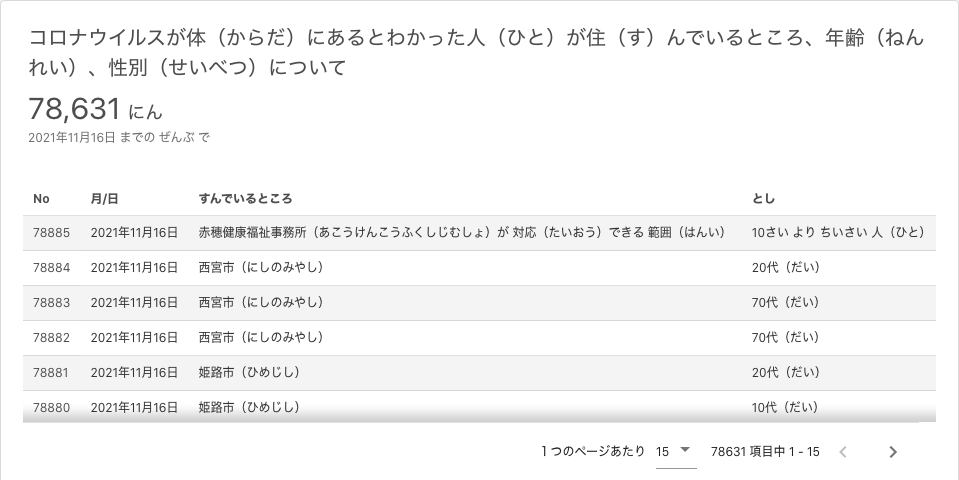 コロナウイルスが体（からだ）にあるとわかった人（ひと）が住（す）んでいるところ、年齢（ねん
れい）、性別（せいべつ）について
78,631 にん
2021年11月16日 までの ぜんぶ で
No 月/日 すんでいるところ とし
78885 2021年11月16日 赤穂健康福祉事務所（あこうけんこうふくしじむしょ）が 対応（たいおう）できる 範囲（はんい） 10さい より ちいさい 人（ひと）
78884 2021年11月16日 西宮市（にしのみやし） 20代（だい）
78883 2021年11月16日 西宮市（にしのみやし） 70代（だい）
78882 2021年11月16日 西宮市（にしのみやし） 70代（だい）
78881 2021年11月16日 姫路市（ひめじし） 20代（だい）
78880 2021年11月16日 姫路市（ひめじし） 10代（だい）
1 つのページあたり 15 78631 項目中 1 - 15